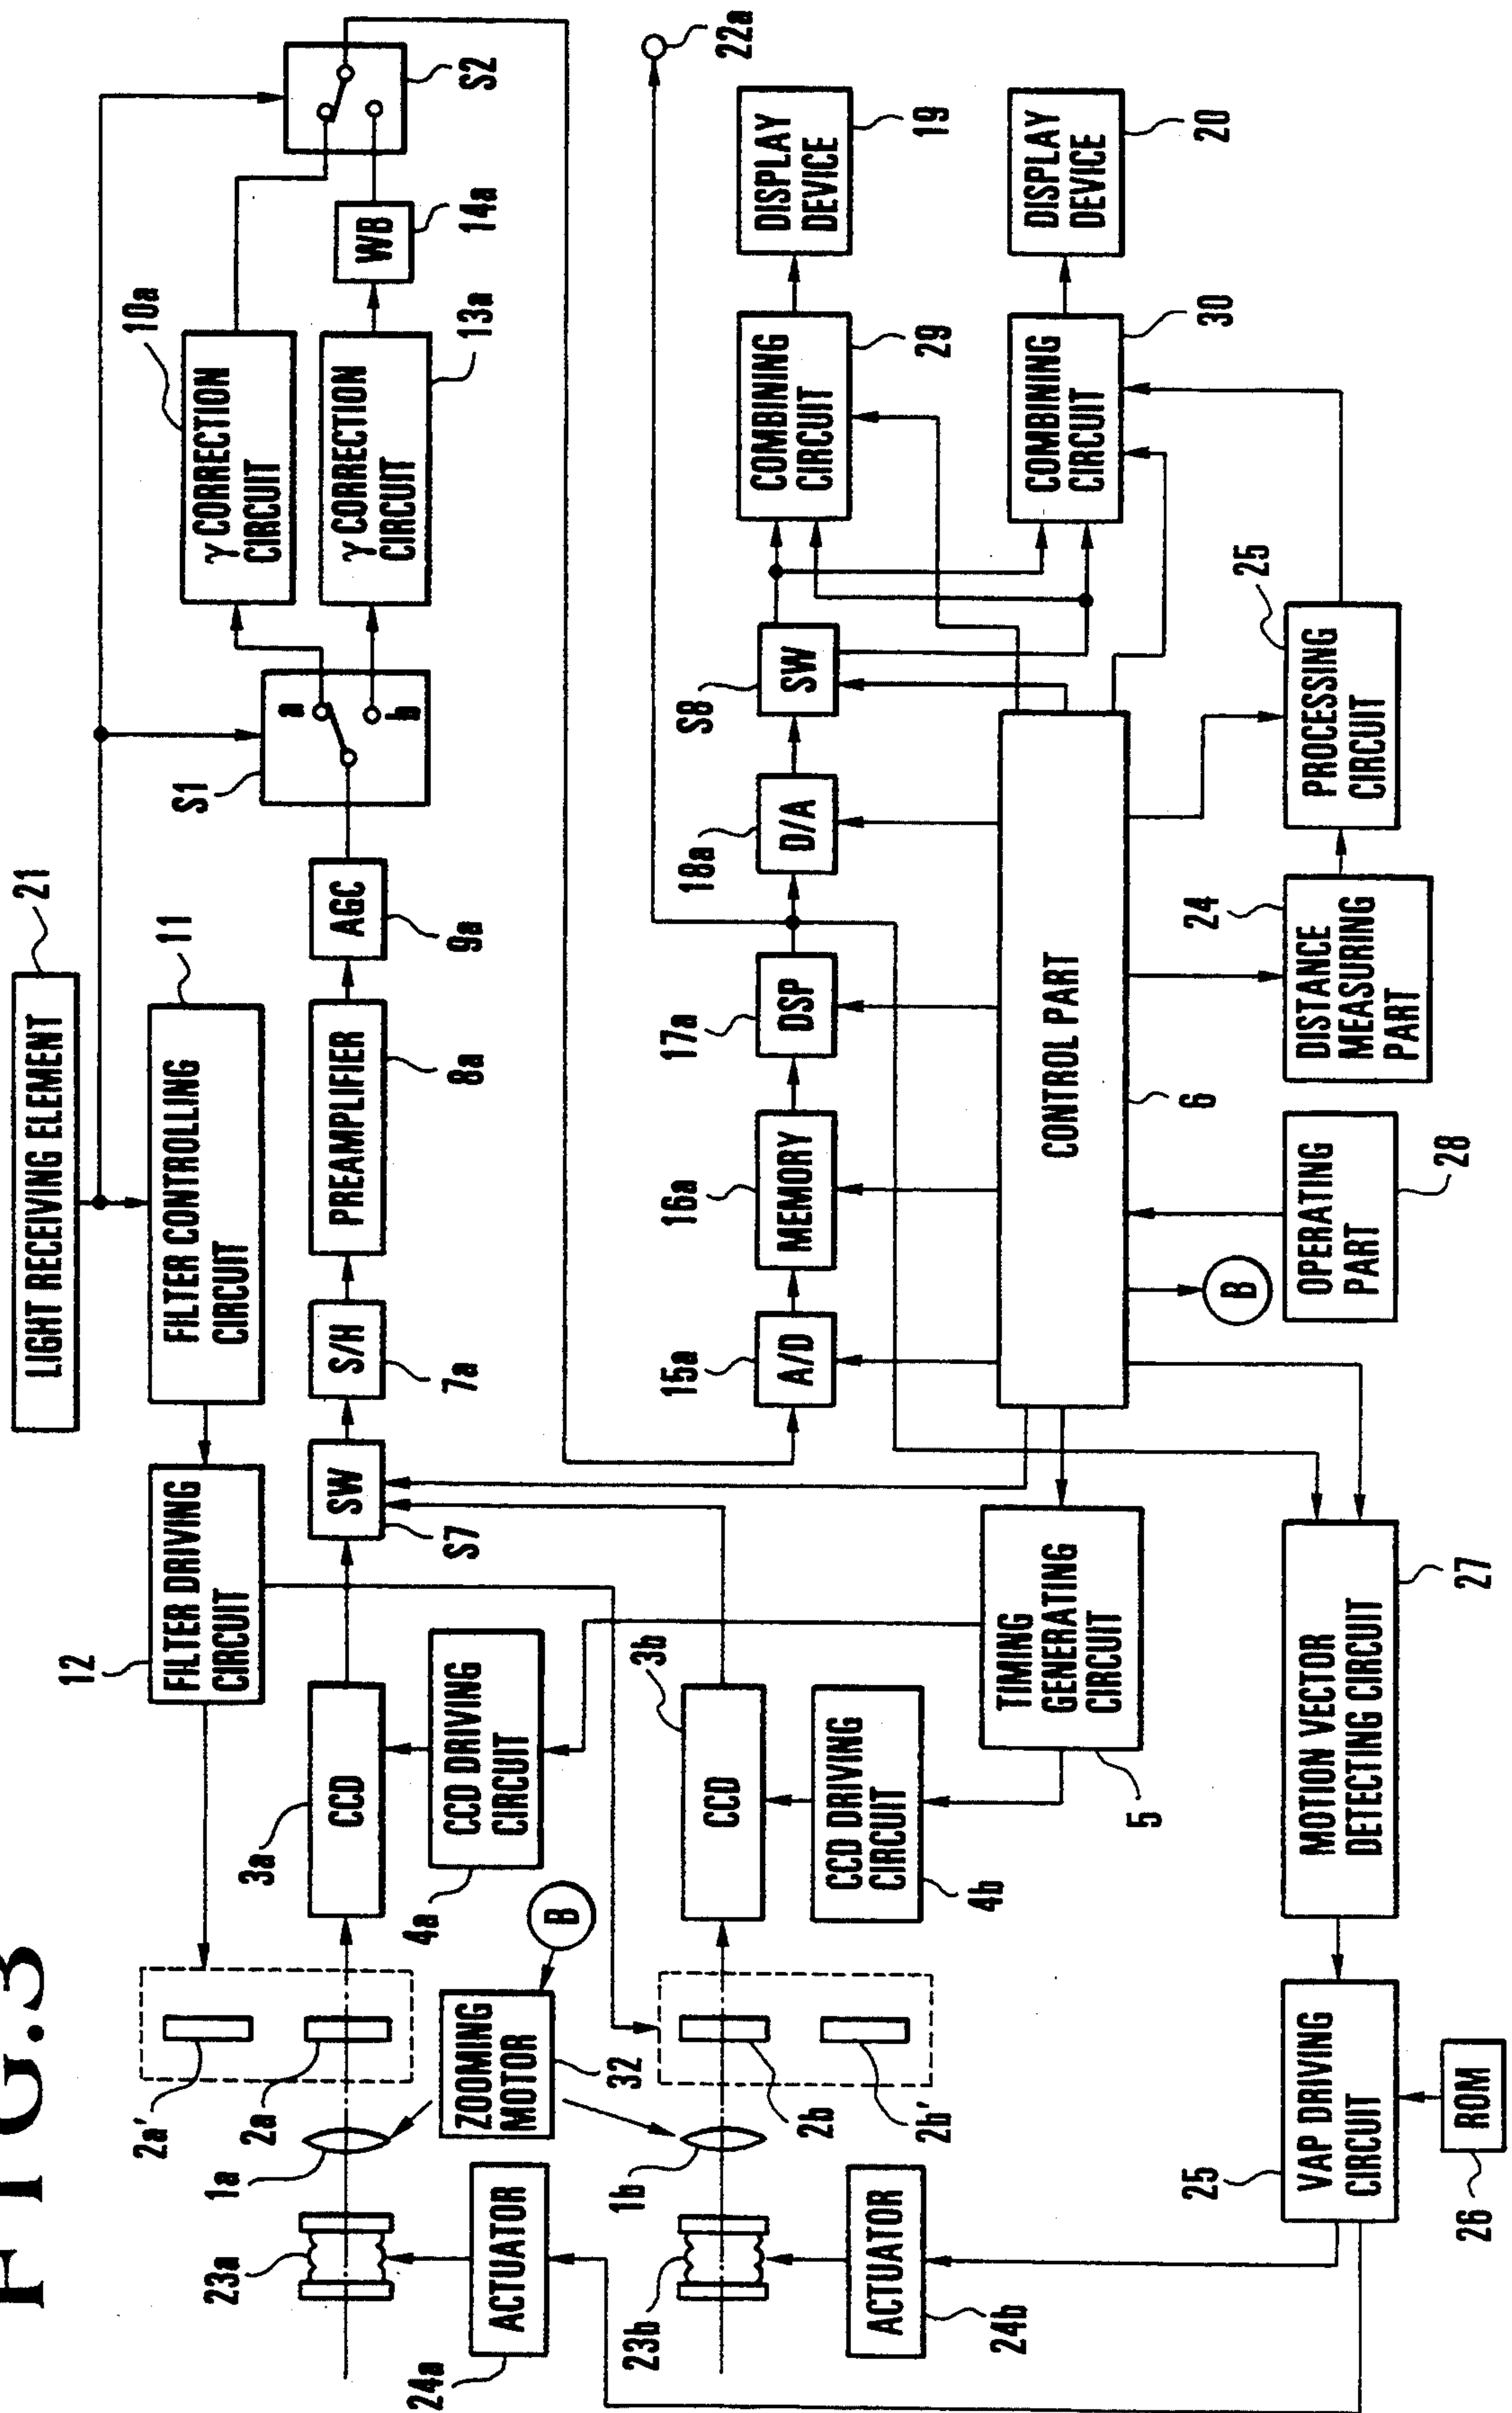 FIG.3
LIGHT RECEIVING ELEMENT
21
FILTER CONTROLLING
CIRCUIT
11
12
FILTER DRIVING
CIRCUIT
2a'
2a
1a
23a
ACTUATOR
24a
ZOOMING
MOTOR
32
B
3a
CCD
CCD DRIVING
CIRCUIT
4a
SW
S7
S/H
7a
PREAMPLIFIER
8a
AGC
9a
S1
a
b
10a
γ CORRECTION
CIRCUIT
γ CORRECTION
CIRCUIT
13a
WB
14a
S2
23b
1b
2b
2b'
ACTUATOR
24b
3b
CCD
CCD DRIVING
CIRCUIT
4b
TIMING
GENERATING
CIRCUIT
5
15a
A/D
16a
MEMORY
17a
DSP
18a
D/A
S8
SW
22a
COMBINING
CIRCUIT
29
DISPLAY
DEVICE
19
COMBINING
CIRCUIT
30
DISPLAY
DEVICE
20
CONTROL PART
6
B
OPERATING
PART
28
24
DISTANCE
MEASURING
PART
25
PROCESSING
CIRCUIT
MOTION VECTOR
DETECTING CIRCUIT
27
25
VAP DRIVING
CIRCUIT
26
ROM